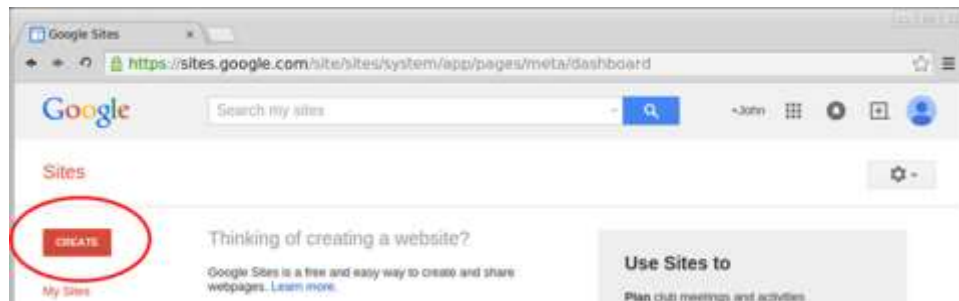 Google Sites
https://sites.google.com/site/sites/system/app/pages/meta/dashboard
Google
Search my sites
+John
Sites
CREATE
Thinking of creating a website?
Google Sites is a free and easy way to create and share
webpages. Learn more.
My Sites
Use Sites to
Plan club meetings and activities